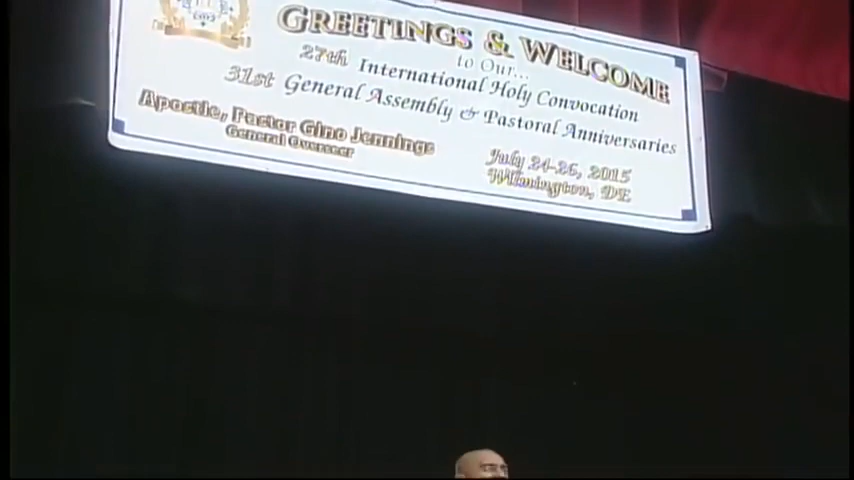 GREETINGS & WELCOME
to Our...
27th International Holy Convocation
31st General Assembly & Pastoral Anniversaries
Apostle, Pastor Gino Jennings
General Overseer
July 24-26, 2015
Wilmington, DE